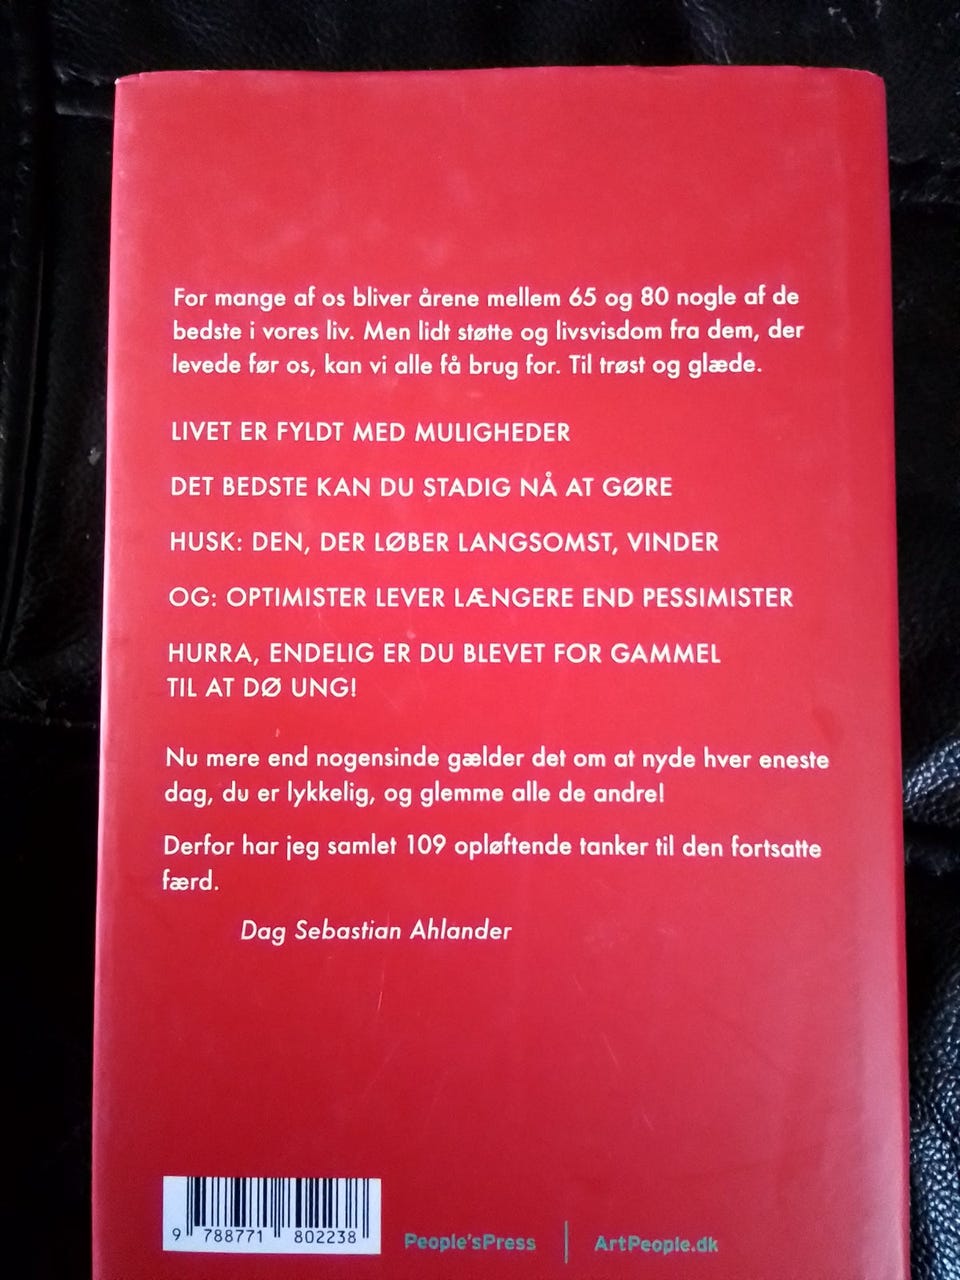 For mange af os bliver årene mellem 65 og 80 nogle af de
bedste i vores liv. Men lidt støtte og livsvisdom fra dem, der
levede før os, kan vi alle få brug for. Til trøst og glæde.
LIVET ER FYLDT MED MULIGHEDER
DET BEDSTE KAN DU STADIG NÅ AT GØRE
HUSK: DEN, DER LØBER LANGSOMST, VINDER
OG: OPTIMISTER LEVER LÆNGERE END PESSIMISTER
HURRA, ENDELIG ER DU BLEVET FOR GAMMEL
TIL AT DØ UNG!
Nu mere end nogensinde gælder det om at nyde hver eneste
dag, du er lykkelig, og glemme alle de andre!
Derfor har jeg samlet 109 opløftende tanker til den fortsatte
færd.
Dag Sebastian Ahlander
9 788771 802238
People'sPress | ArtPeople.dk